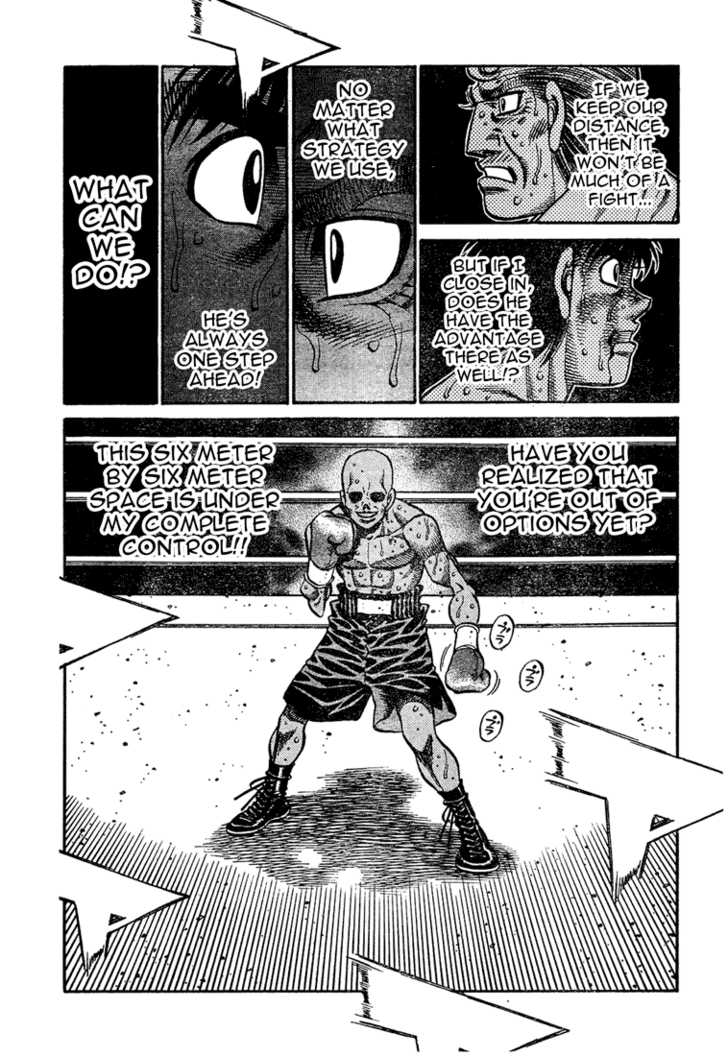 IF WE
KEEP OUR
DISTANCE,
THEN IT
WON'T BE
MUCH OF A
FIGHT...
BUT IF I
CLOSE IN,
DOES HE
HAVE THE
ADVANTAGE
THERE AS
WELL!?
NO
MATTER
WHAT
STRATEGY
WE USE,
HE'S
ALWAYS
ONE STEP
AHEAD!
WHAT
CAN
WE
DO!?
HAVE YOU
REALIZED THAT
YOU'RE OUT OF
OPTIONS YET?
THIS SIX METER
BY SIX METER
SPACE IS UNDER
MY COMPLETE
CONTROL!!